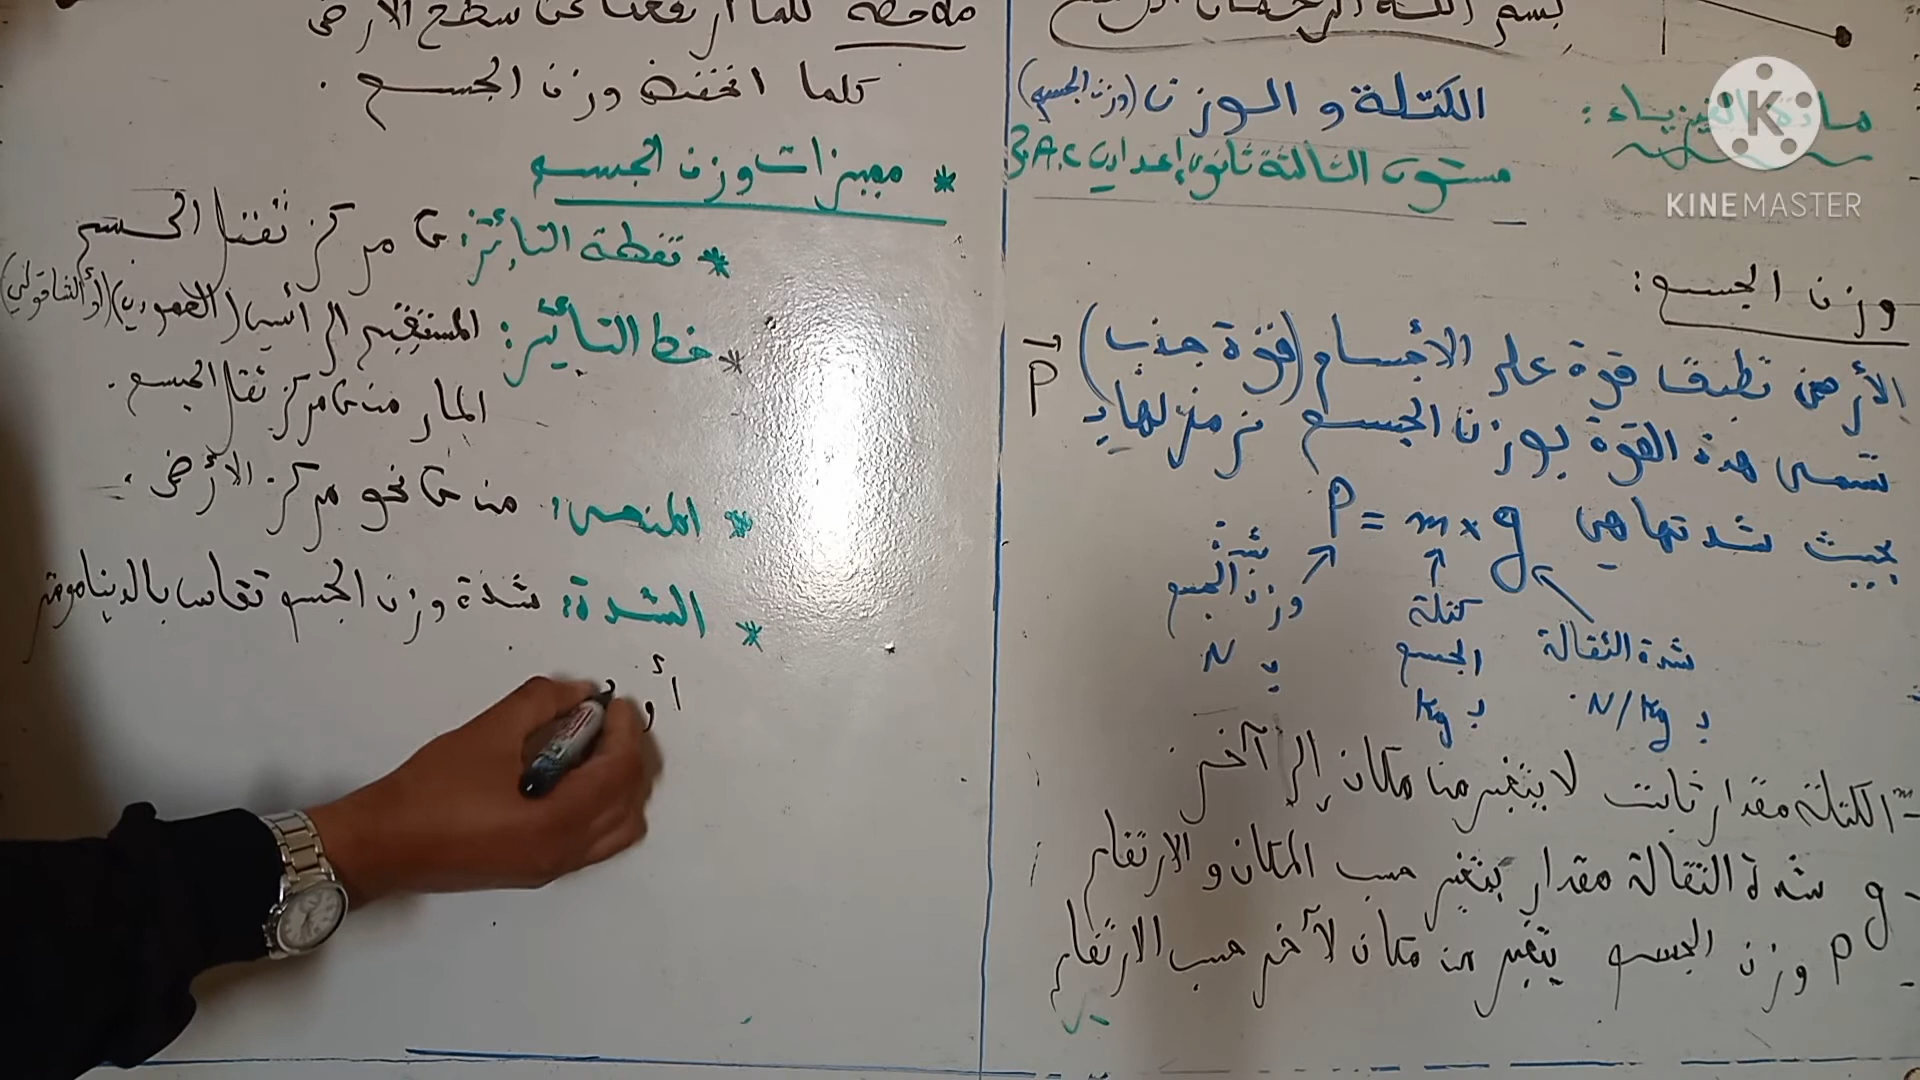 بسم الله الرحمان الرحيم
مادة الفيزياء:
الكتلة و الوزن (وزن الجسم)
مستوى الثالثة ثانوي إعدادي 3A.C
وزن الجسم:
الأرض تطبق قوة على الأجسام (قوة جذب)
تسمى هذه القوة بوزن الجسم نرمز لها بـ P
بحيث شدتها هي P = m x g
شدة وزن الجسم بـ N
كتلة الجسم بـ Kg
شدة الثقالة بـ N/Kg
m - الكتلة مقدار ثابت لا يتغير من مكان إلى آخر
- g شدة الثقالة مقدار يتغير حسب المكان و الارتفاع
- P وزن الجسم يتغير من مكان لآخر حسب الارتفاع
ملاحظة كلما ارتفعنا عن سطح الأرض
كلما انخفض وزن الجسم .
* مميزات وزن الجسم
* نقطة التأثير: G مركز ثقل الجسم
* خط التأثير: المستقيم الرأسي (العمودي) (أو الشاقولي)
المار من G مركز ثقل الجسم .
* المنحى: من G نحو مركز الأرض .
* الشدة: شدة وزن الجسم تقاس بالدينامومتر
أو
K
KINEMASTER